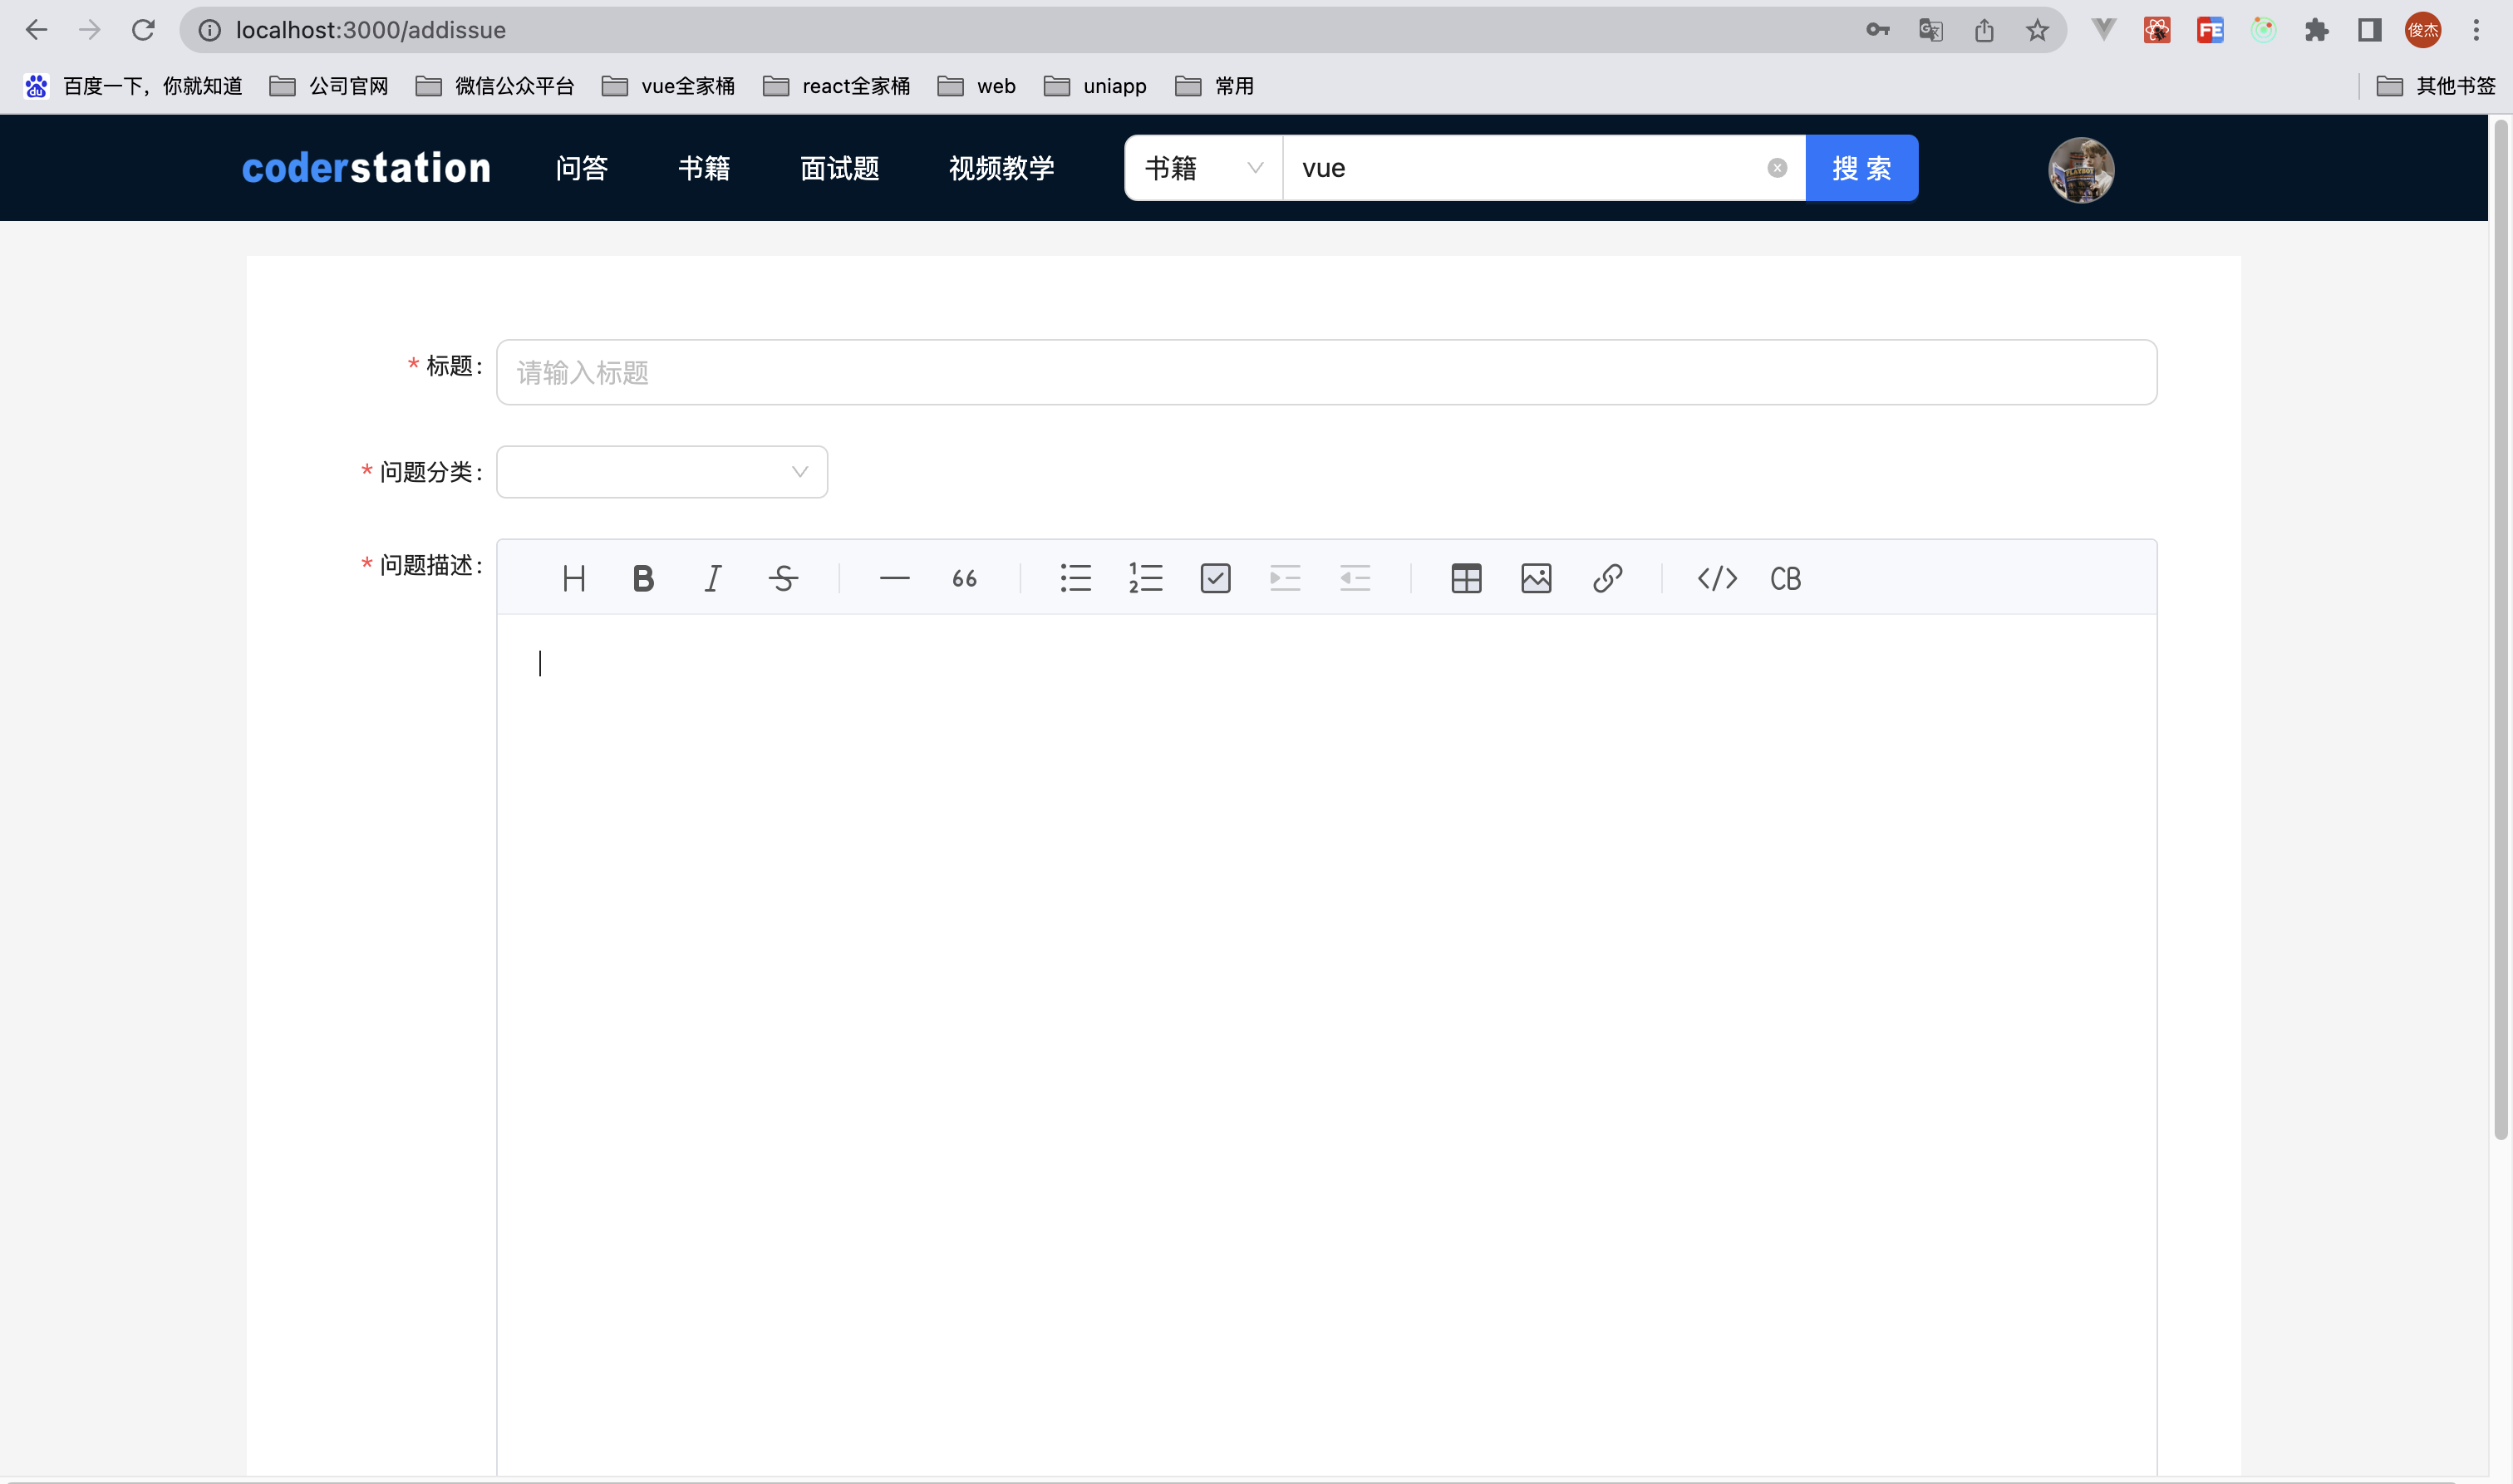 localhost:3000/addissue
俊杰
百度一下，你就知道 公司官网 微信公众平台 vue全家桶 react全家桶 web uniapp 常用 其他书签
coderstation 问答 书籍 面试题 视频教学 书籍 vue 搜 索
* 标题: 请输入标题
* 问题分类:
* 问题描述: H B I S 66 CB